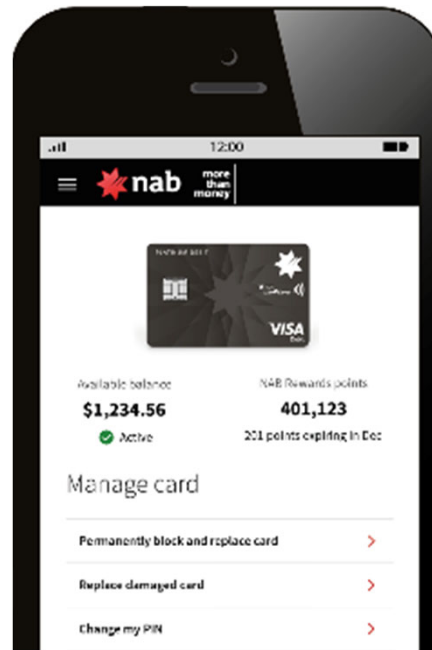 12:00
nab
more
than
money
VISA
Debit
Available balance
NAB Rewards points
$1,234.56
401,123
Active
201 points expiring in Dec
Manage card
Permanently block and replace card
Replace damaged card
Change my PIN